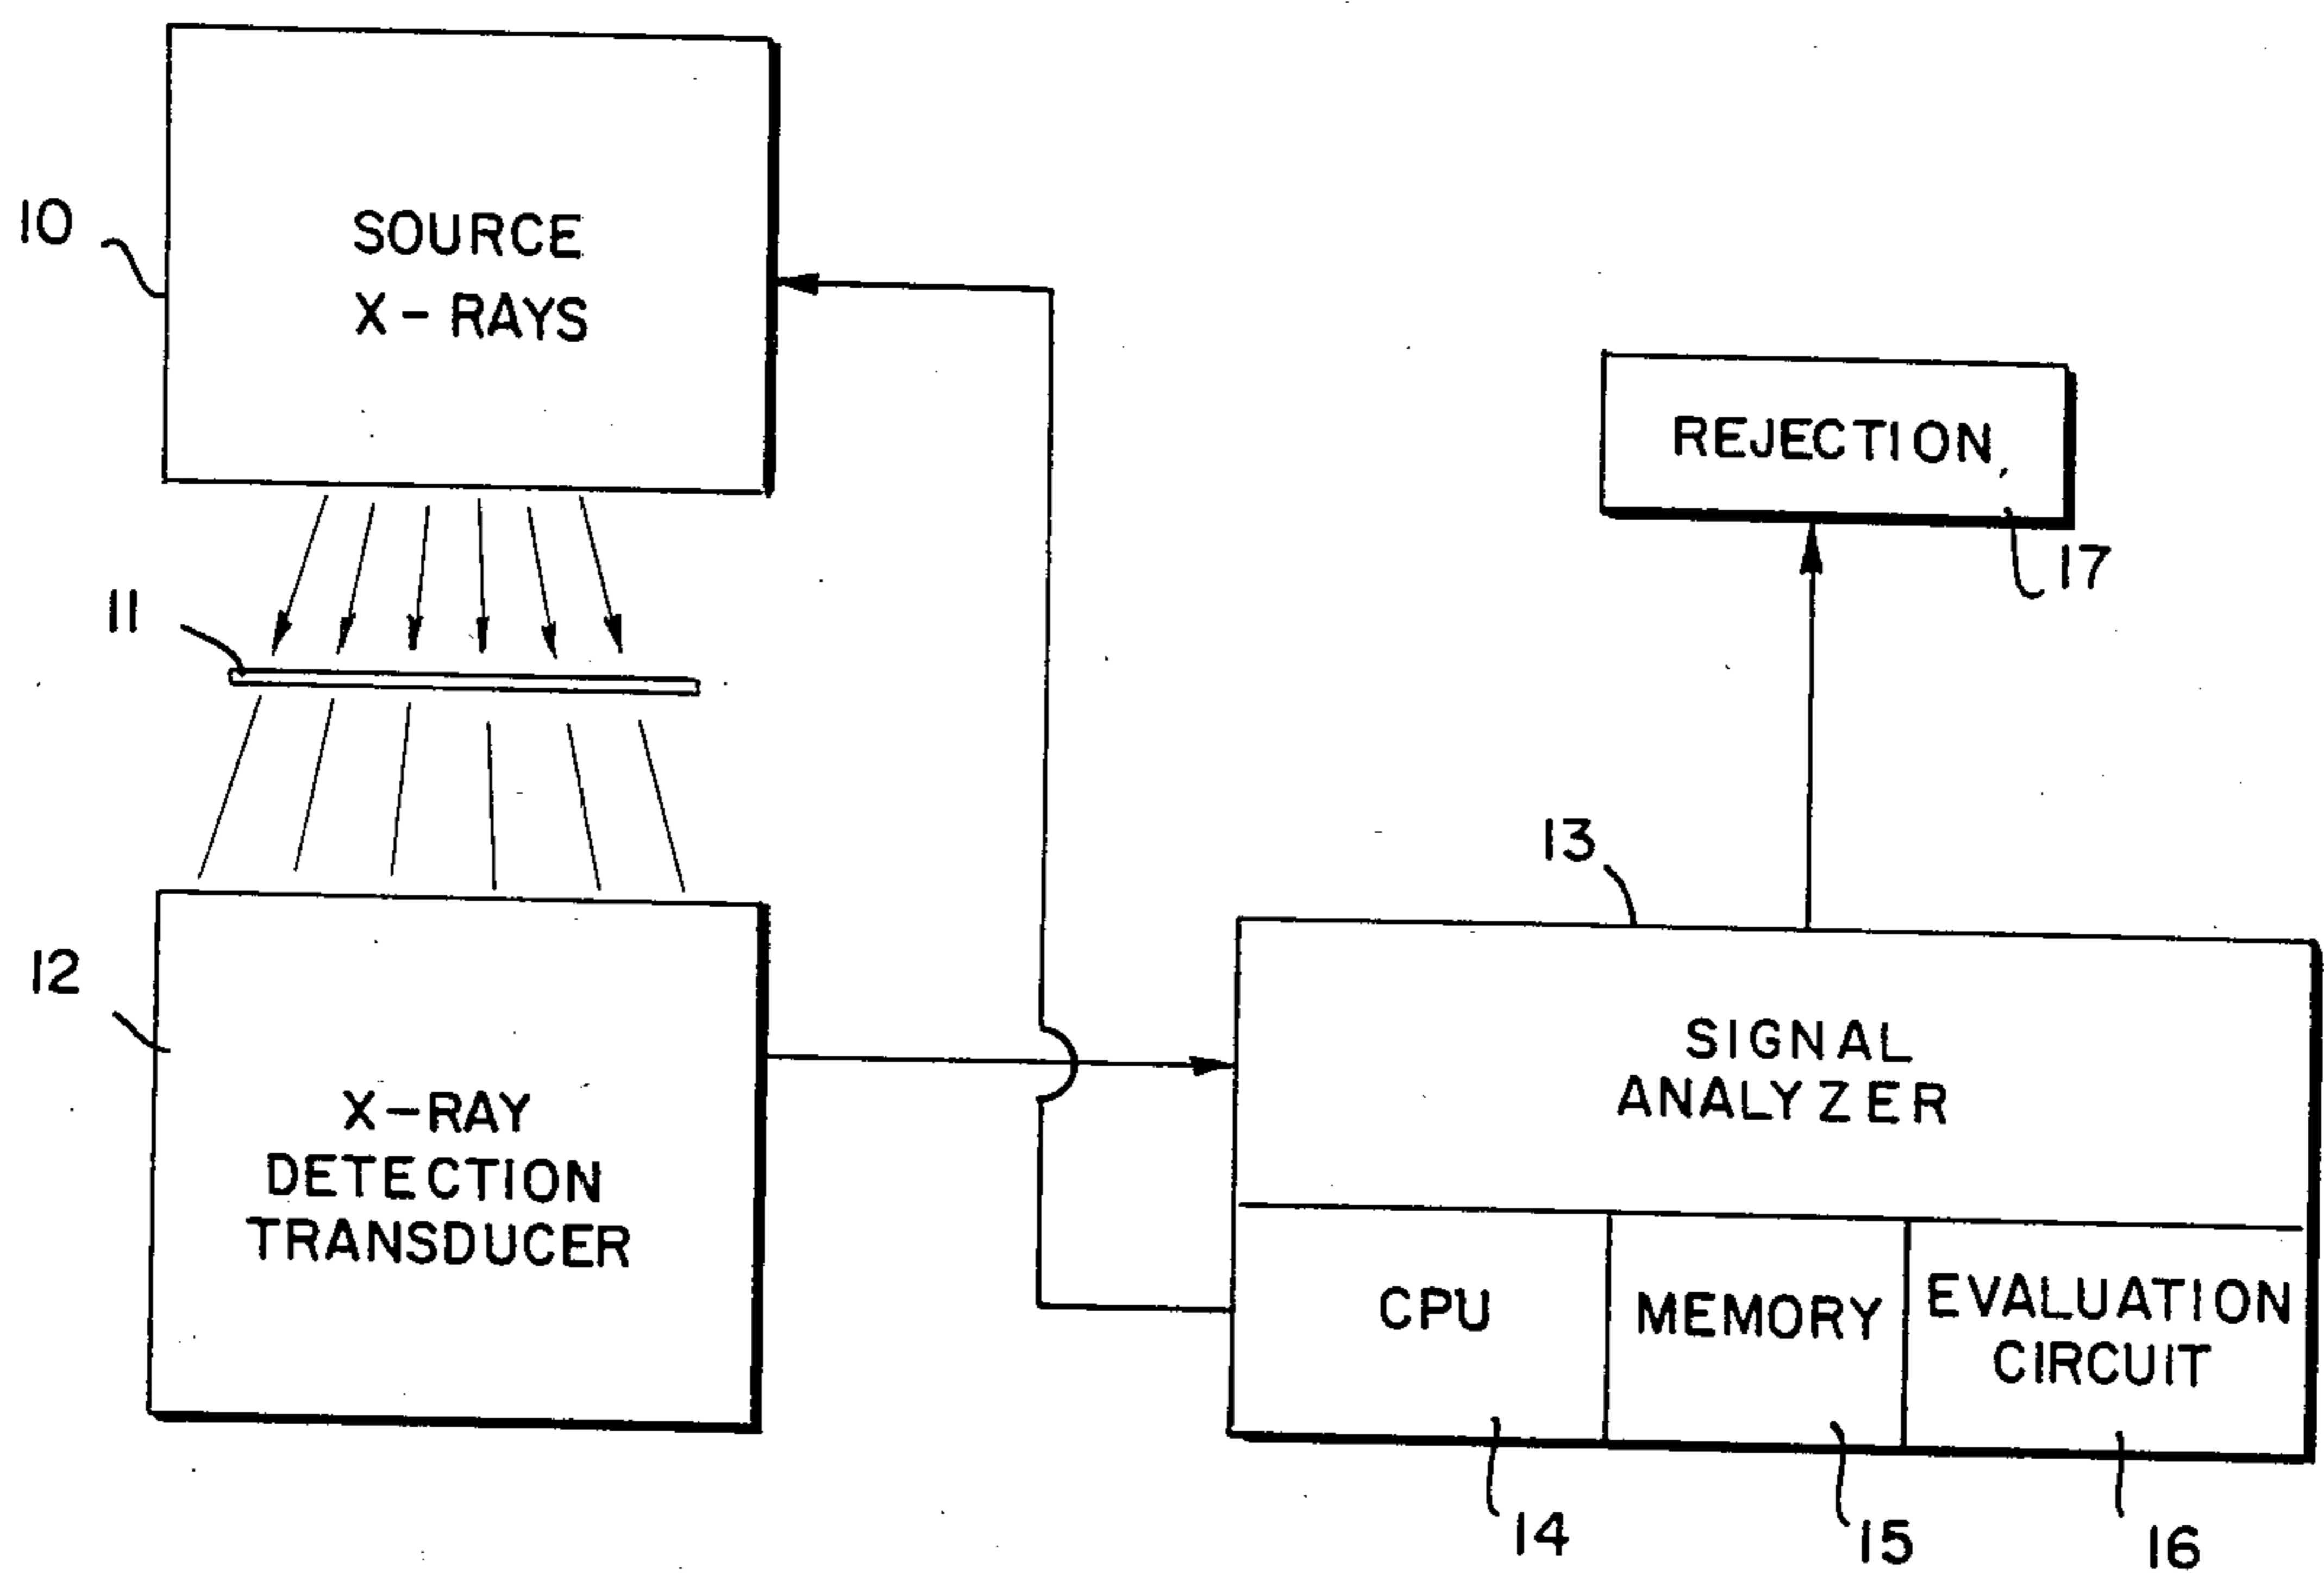 10
SOURCE
X-RAYS
REJECTION
17
11
13
12
X-RAY
DETECTION
TRANSDUCER
SIGNAL
ANALYZER
CPU
MEMORY
EVALUATION
CIRCUIT
14
15
16